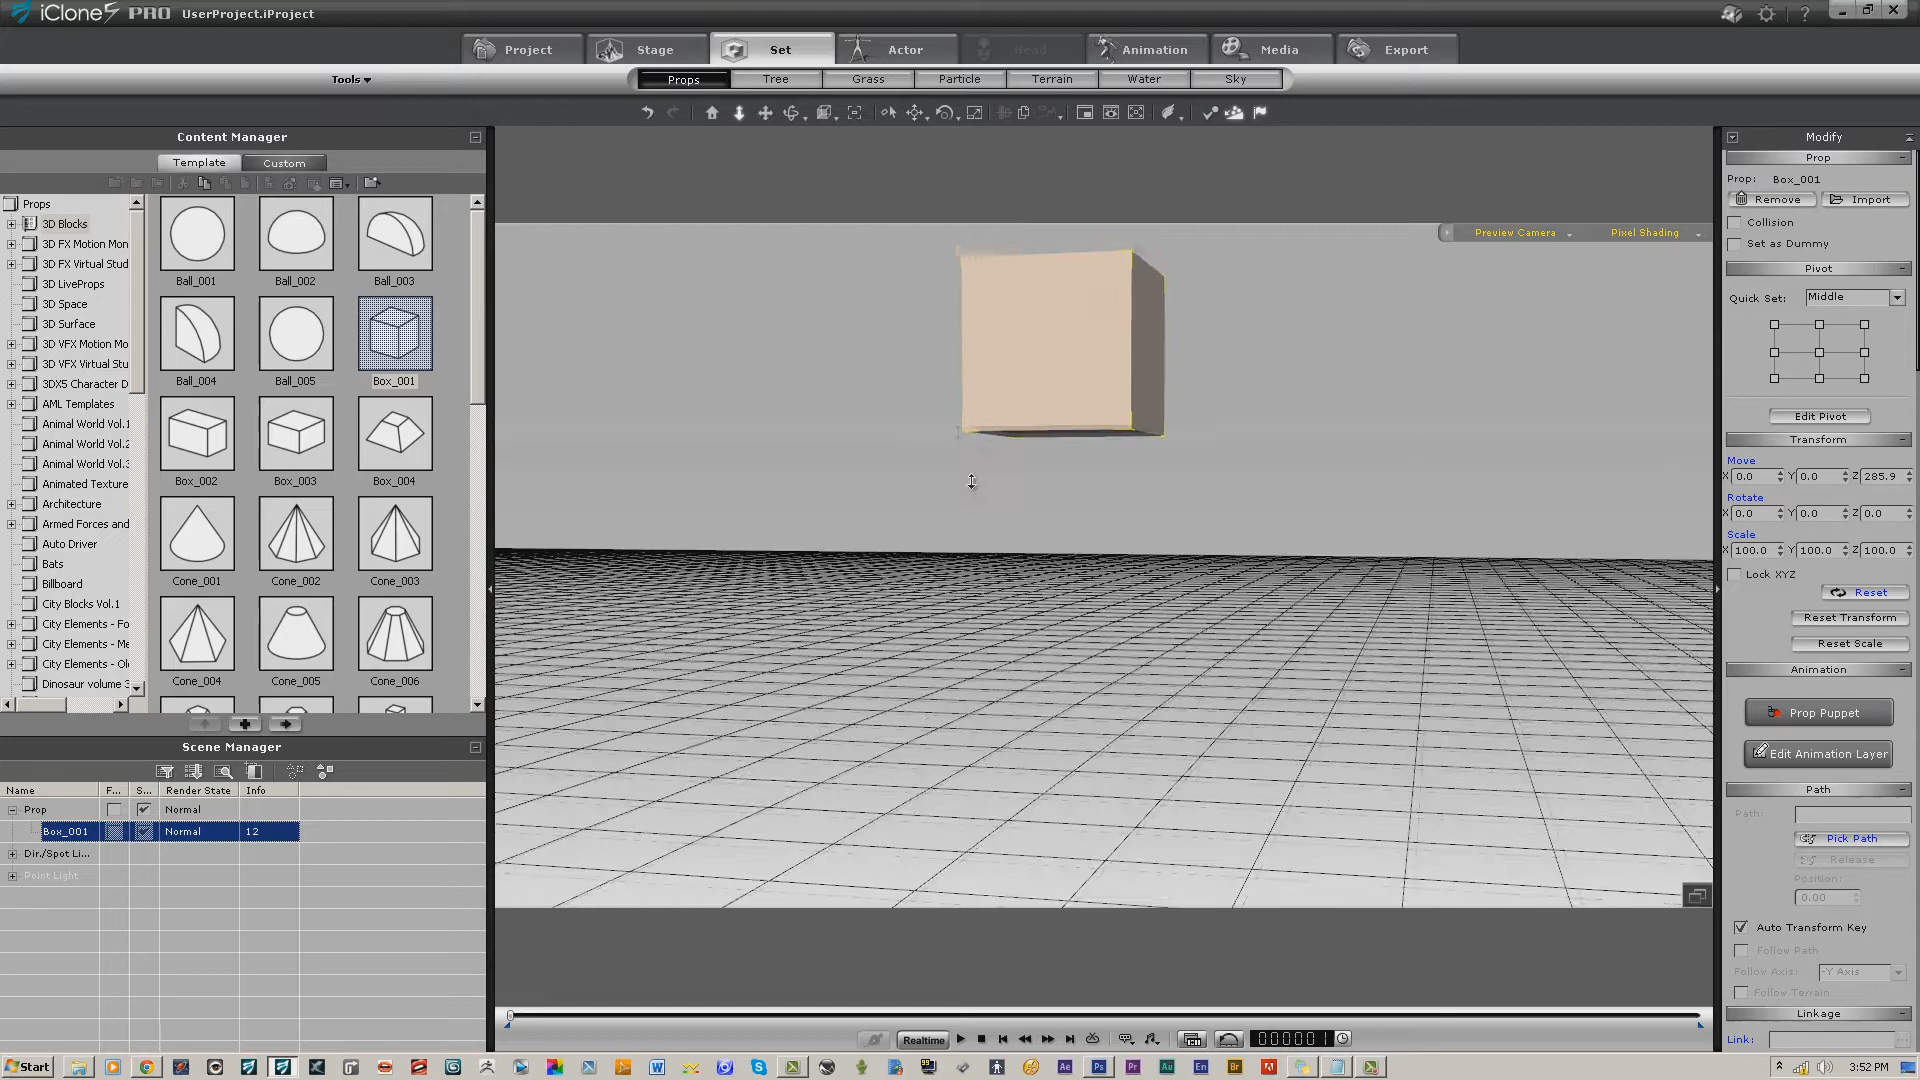 iClone5 PRO UserProject.iProject
Project Stage Set Actor Head Animation Media Export
Tools
Props Tree Grass Particle Terrain Water Sky
Content Manager
Template Custom
Props
3D Blocks
3D FX Motion Mon
3D FX Virtual Stud
3D LiveProps
3D Space
3D Surface
3D VFX Motion Mo
3D VFX Virtual Stu
3DX5 Character D
AML Templates
Animal World Vol.1
Animal World Vol.2
Animal World Vol.3
Animated Texture
Architecture
Armed Forces and
Auto Driver
Bats
Billboard
City Blocks Vol.1
City Elements - Fo
City Elements - Me
City Elements - Ol
Dinosaur volume 3
Ball_001 Ball_002 Ball_003
Ball_004 Ball_005 Box_001
Box_002 Box_003 Box_004
Cone_001 Cone_002 Cone_003
Cone_004 Cone_005 Cone_006
Scene Manager
Name F... S... Render State Info
Prop Normal
Box_001 Normal 12
Dir./Spot Li...
Point Light
Preview Camera Pixel Shading
Realtime 000001
Modify
Prop
Prop: Box_001
Remove Import
Collision
Set as Dummy
Pivot
Quick Set: Middle
Edit Pivot
Transform
Move
X 0.0 Y 0.0 Z 285.9
Rotate
X 0.0 Y 0.0 Z 0.0
Scale
X 100.0 Y 100.0 Z 100.0
Lock XYZ
Reset
Reset Transform
Reset Scale
Animation
Prop Puppet
Edit Animation Layer
Path
Path:
Pick Path
Release
Position:
0.00
Auto Transform Key
Follow Path
Follow Axis: -Y Axis
Follow Terrain
Linkage
Link:
Start
3:52 PM